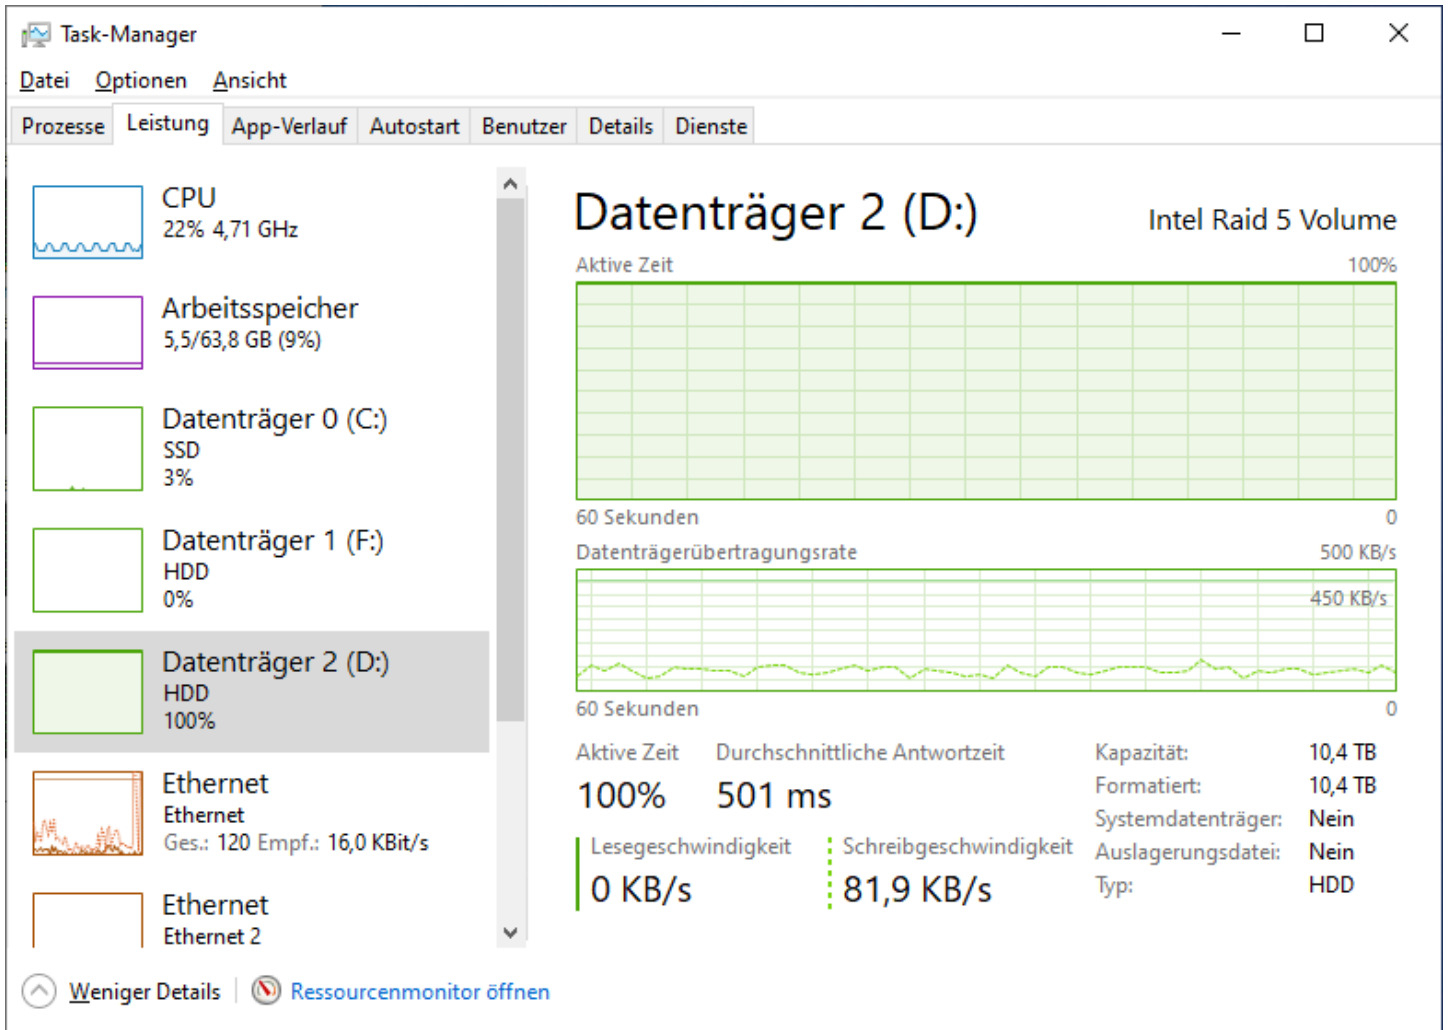 Task-Manager
Datei Optionen Ansicht
Prozesse Leistung App-Verlauf Autostart Benutzer Details Dienste
CPU
22% 4,71 GHz
Arbeitsspeicher
5,5/63,8 GB (9%)
Datenträger 0 (C:)
SSD
3%
Datenträger 1 (F:)
HDD
0%
Datenträger 2 (D:)
HDD
100%
Ethernet
Ethernet
Ges.: 120 Empf.: 16,0 KBit/s
Ethernet
Ethernet 2
Datenträger 2 (D:) Intel Raid 5 Volume
Aktive Zeit 100%
60 Sekunden 0
Datenträgerübertragungsrate 500 KB/s
450 KB/s
60 Sekunden 0
Aktive Zeit Durchschnittliche Antwortzeit
100% 501 ms
Lesegeschwindigkeit Schreibgeschwindigkeit
0 KB/s 81,9 KB/s
Kapazität: 10,4 TB
Formatiert: 10,4 TB
Systemdatenträger: Nein
Auslagerungsdatei: Nein
Typ: HDD
Weniger Details Ressourcenmonitor öffnen